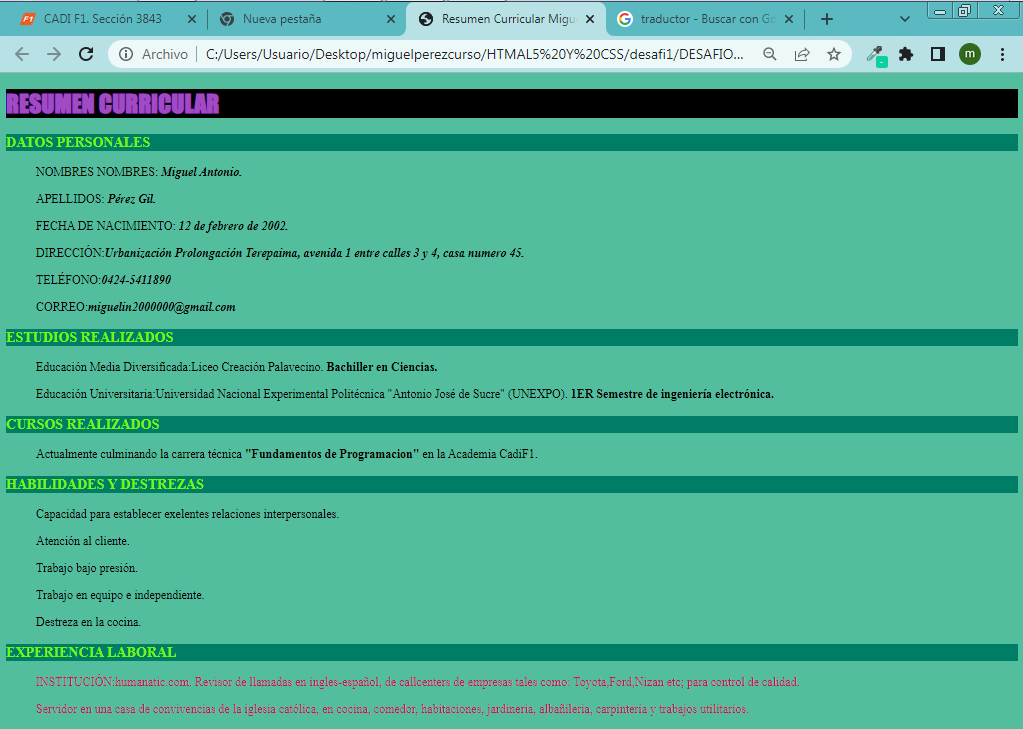 CADI F1. Sección 3843
Nueva pestaña
Resumen Curricular Migu
traductor - Buscar con Go
Archivo
C:/Users/Usuario/Desktop/miguelperezcurso/HTMAL5%20Y%20CSS/desafi1/DESAFIO...
m
RESUMEN CURRICULAR
DATOS PERSONALES
NOMBRES NOMBRES: Miguel Antonio.
APELLIDOS: Pérez Gil.
FECHA DE NACIMIENTO: 12 de febrero de 2002.
DIRECCIÓN:Urbanización Prolongación Terepaima, avenida 1 entre calles 3 y 4, casa numero 45.
TELÉFONO:0424-5411890
CORREO:miguelin2000000@gmail.com
ESTUDIOS REALIZADOS
Educación Media Diversificada:Liceo Creación Palavecino. Bachiller en Ciencias.
Educación Universitaria:Universidad Nacional Experimental Politécnica "Antonio José de Sucre" (UNEXPO). 1ER Semestre de ingeniería electrónica.
CURSOS REALIZADOS
Actualmente culminando la carrera técnica "Fundamentos de Programacion" en la Academia CadiF1.
HABILIDADES Y DESTREZAS
Capacidad para establecer exelentes relaciones interpersonales.
Atención al cliente.
Trabajo bajo presión.
Trabajo en equipo e independiente.
Destreza en la cocina.
EXPERIENCIA LABORAL
INSTITUCIÓN:humanatic.com. Revisor de llamadas en ingles-español, de callcenters de empresas tales como: Toyota,Ford,Nizan etc; para control de calidad.
Servidor en una casa de convivencias de la iglesia católica, en cocina, comedor, habitaciones, jardinería, albañilería, carpintería y trabajos utilitarios.